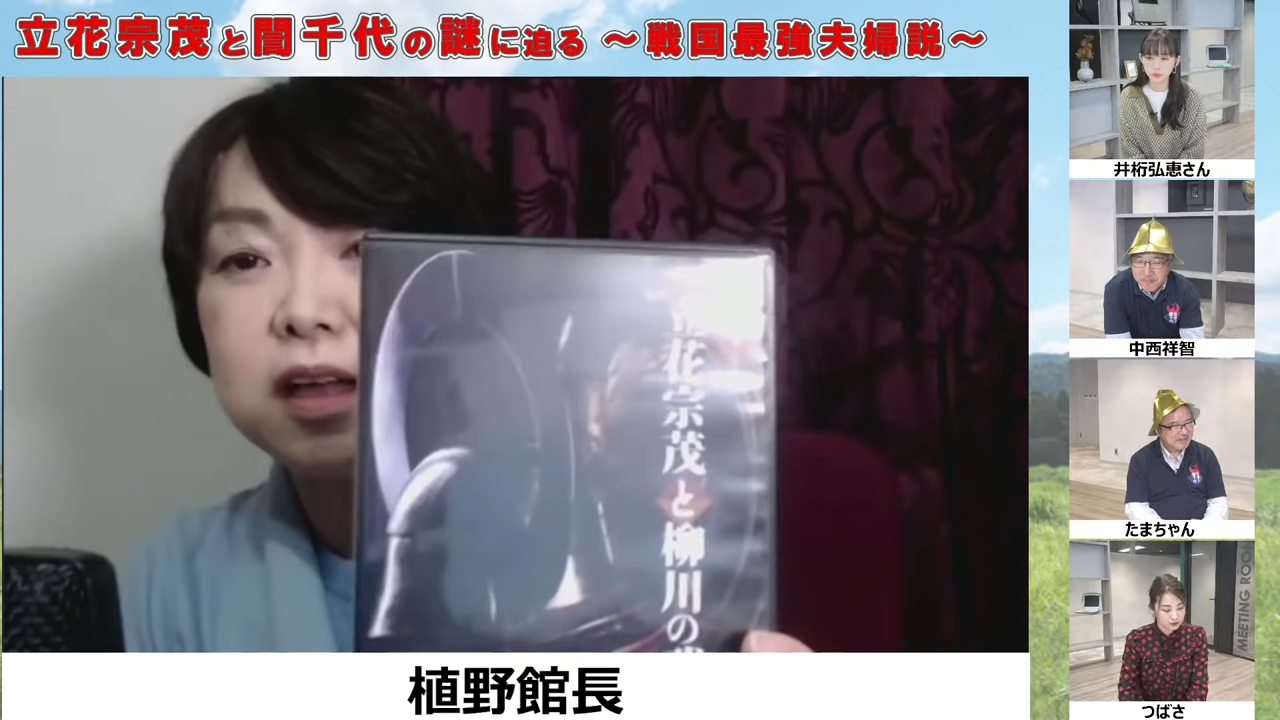 立花宗茂と誾千代の謎に迫る ～戦国最強夫婦説～
花宗茂と柳川の
植野館長
井桁弘恵さん
中西祥智
たまちゃん
つばさ
MEETING ROO